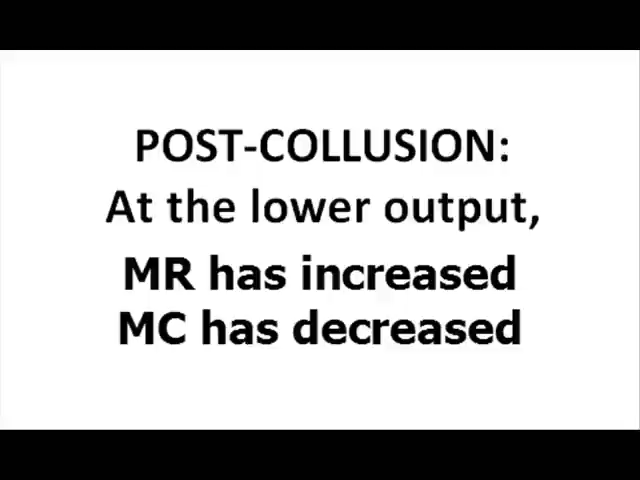 POST-COLLUSION:
At the lower output,
MR has increased
MC has decreased